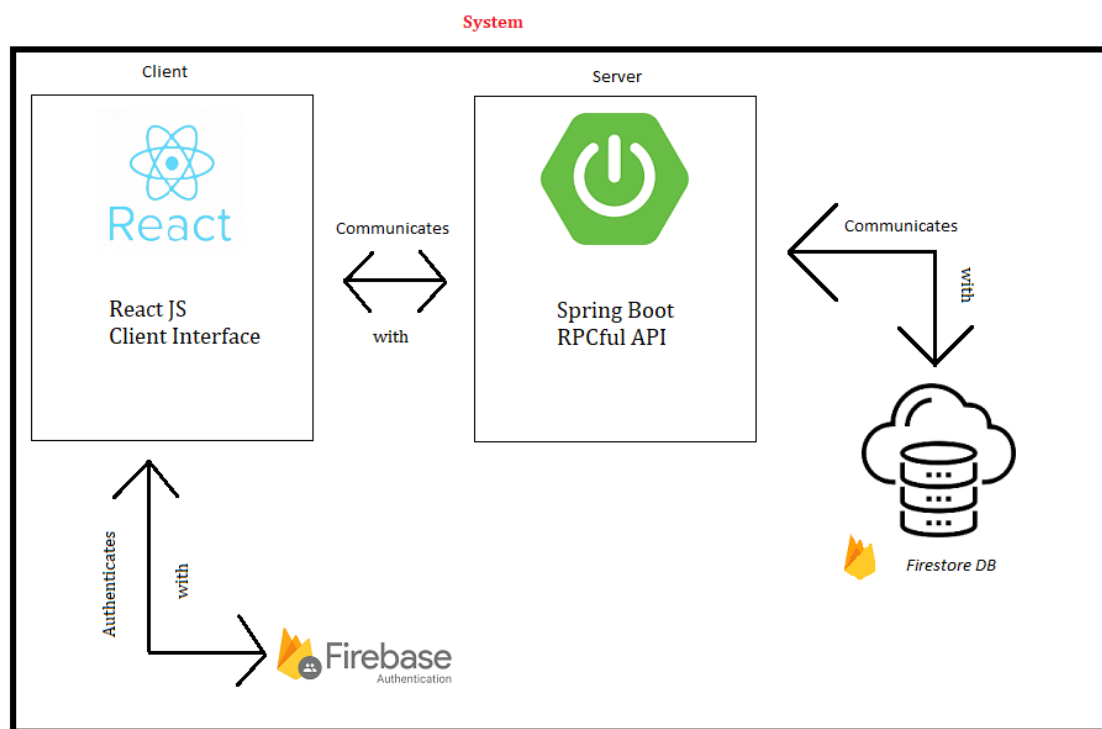 System
Client
Server
React
Communicates
with
React JS
Client Interface
Spring Boot
RPCful API
Communicates
with
Firestore DB
Authenticates
with
Firebase
Authentication